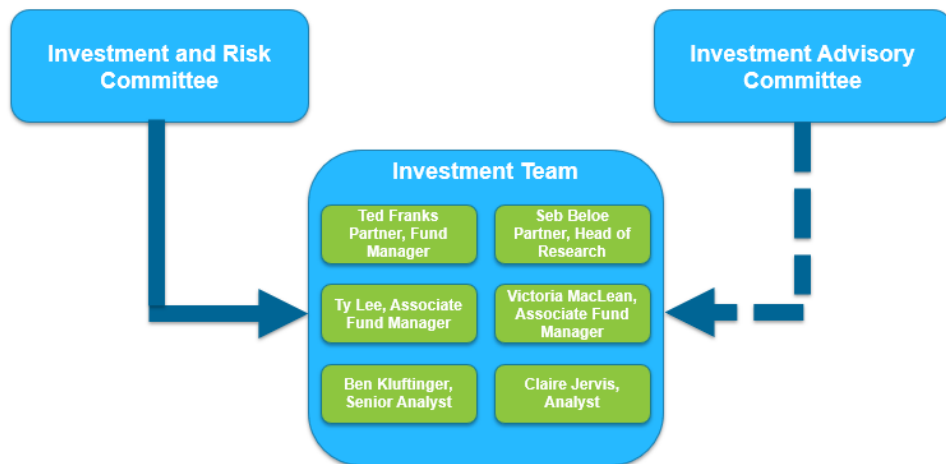 Investment and Risk
Committee
Investment Advisory
Committee
Investment Team
Ted Franks
Partner, Fund
Manager
Seb Beloe
Partner, Head of
Research
Ty Lee, Associate
Fund Manager
Victoria MacLean,
Associate Fund
Manager
Ben Kluftinger,
Senior Analyst
Claire Jervis,
Analyst